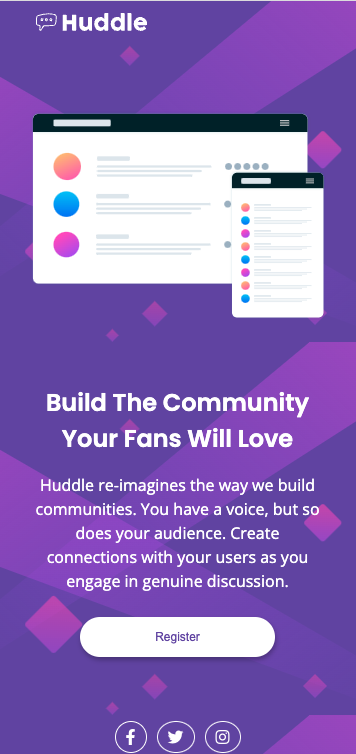 Huddle
Build The Community
Your Fans Will Love
Huddle re-imagines the way we build
communities. You have a voice, but so
does your audience. Create
connections with your users as you
engage in genuine discussion.
Register